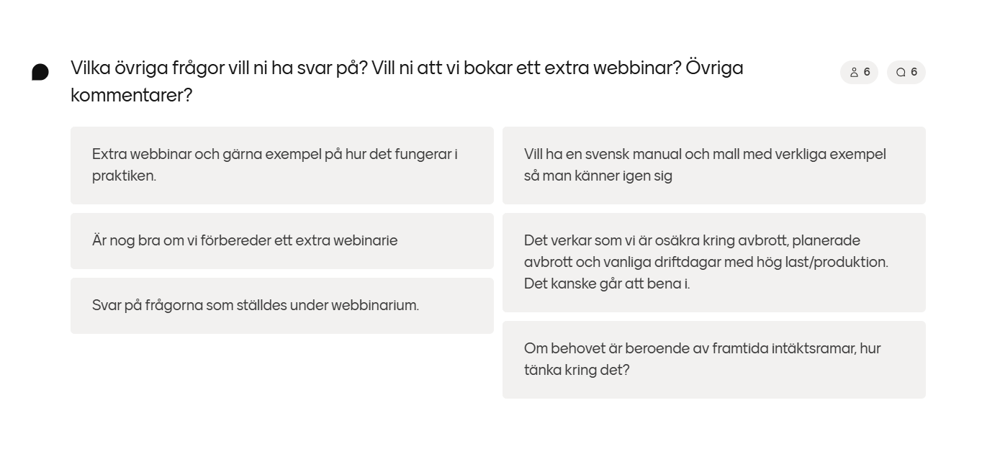 Vilka övriga frågor vill ni ha svar på? Vill ni att vi bokar ett extra webbinar? Övriga
kommentarer?
6
6
Extra webbinar och gärna exempel på hur det fungerar i
praktiken.
Är nog bra om vi förbereder ett extra webinarie
Svar på frågorna som ställdes under webbinarium.
Vill ha en svensk manual och mall med verkliga exempel
så man känner igen sig
Det verkar som vi är osäkra kring avbrott, planerade
avbrott och vanliga driftdagar med hög last/produktion.
Det kanske går att bena i.
Om behovet är beroende av framtida intäktsramar, hur
tänka kring det?